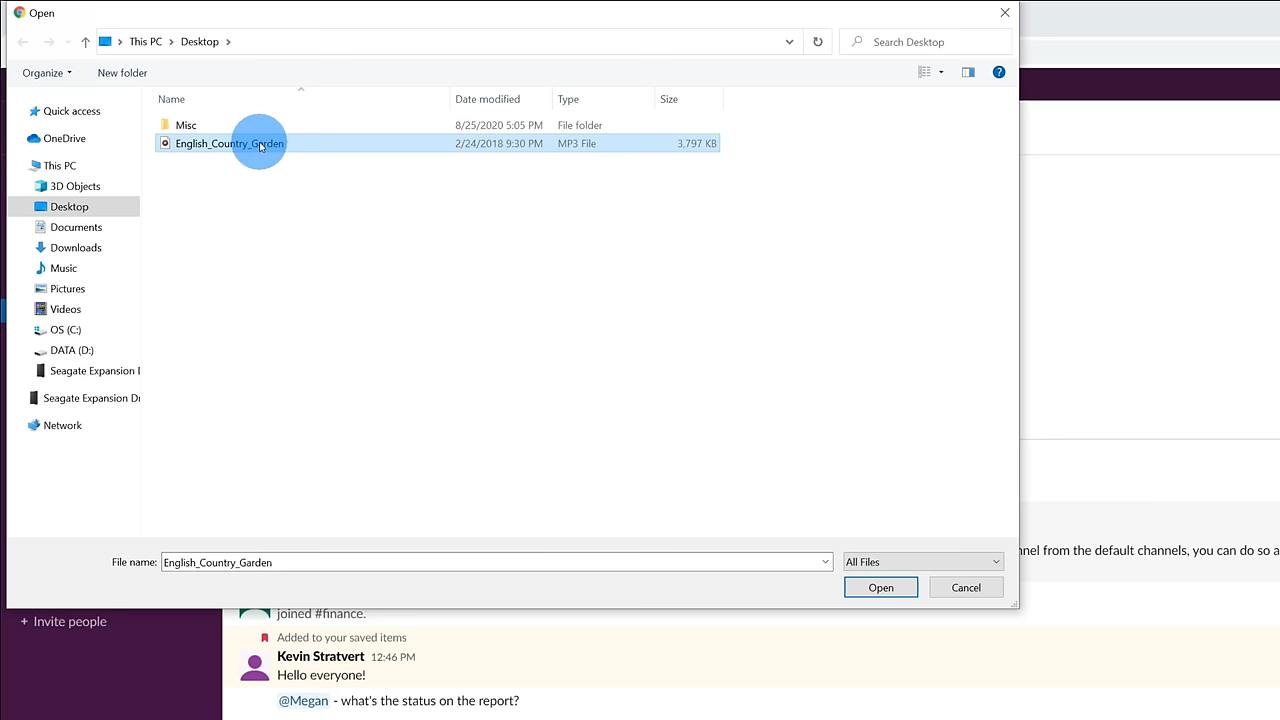 Open
This PC > Desktop >
Search Desktop
Organize
New folder
Name
Date modified
Type
Size
Quick access
OneDrive
This PC
3D Objects
Desktop
Documents
Downloads
Music
Pictures
Videos
OS (C:)
DATA (D:)
Seagate Expansion
Seagate Expansion
Network
Misc 8/25/2020 5:05 PM File folder
English_Country_Garden 2/24/2018 9:30 PM MP3 File 3,797 KB
File name: English_Country_Garden
All Files
Open
Cancel
from the default channels, you can do so a
+ Invite people
joined #finance.
Added to your saved items
Kevin Stratvert 12:46 PM
Hello everyone!
@Megan - what's the status on the report?